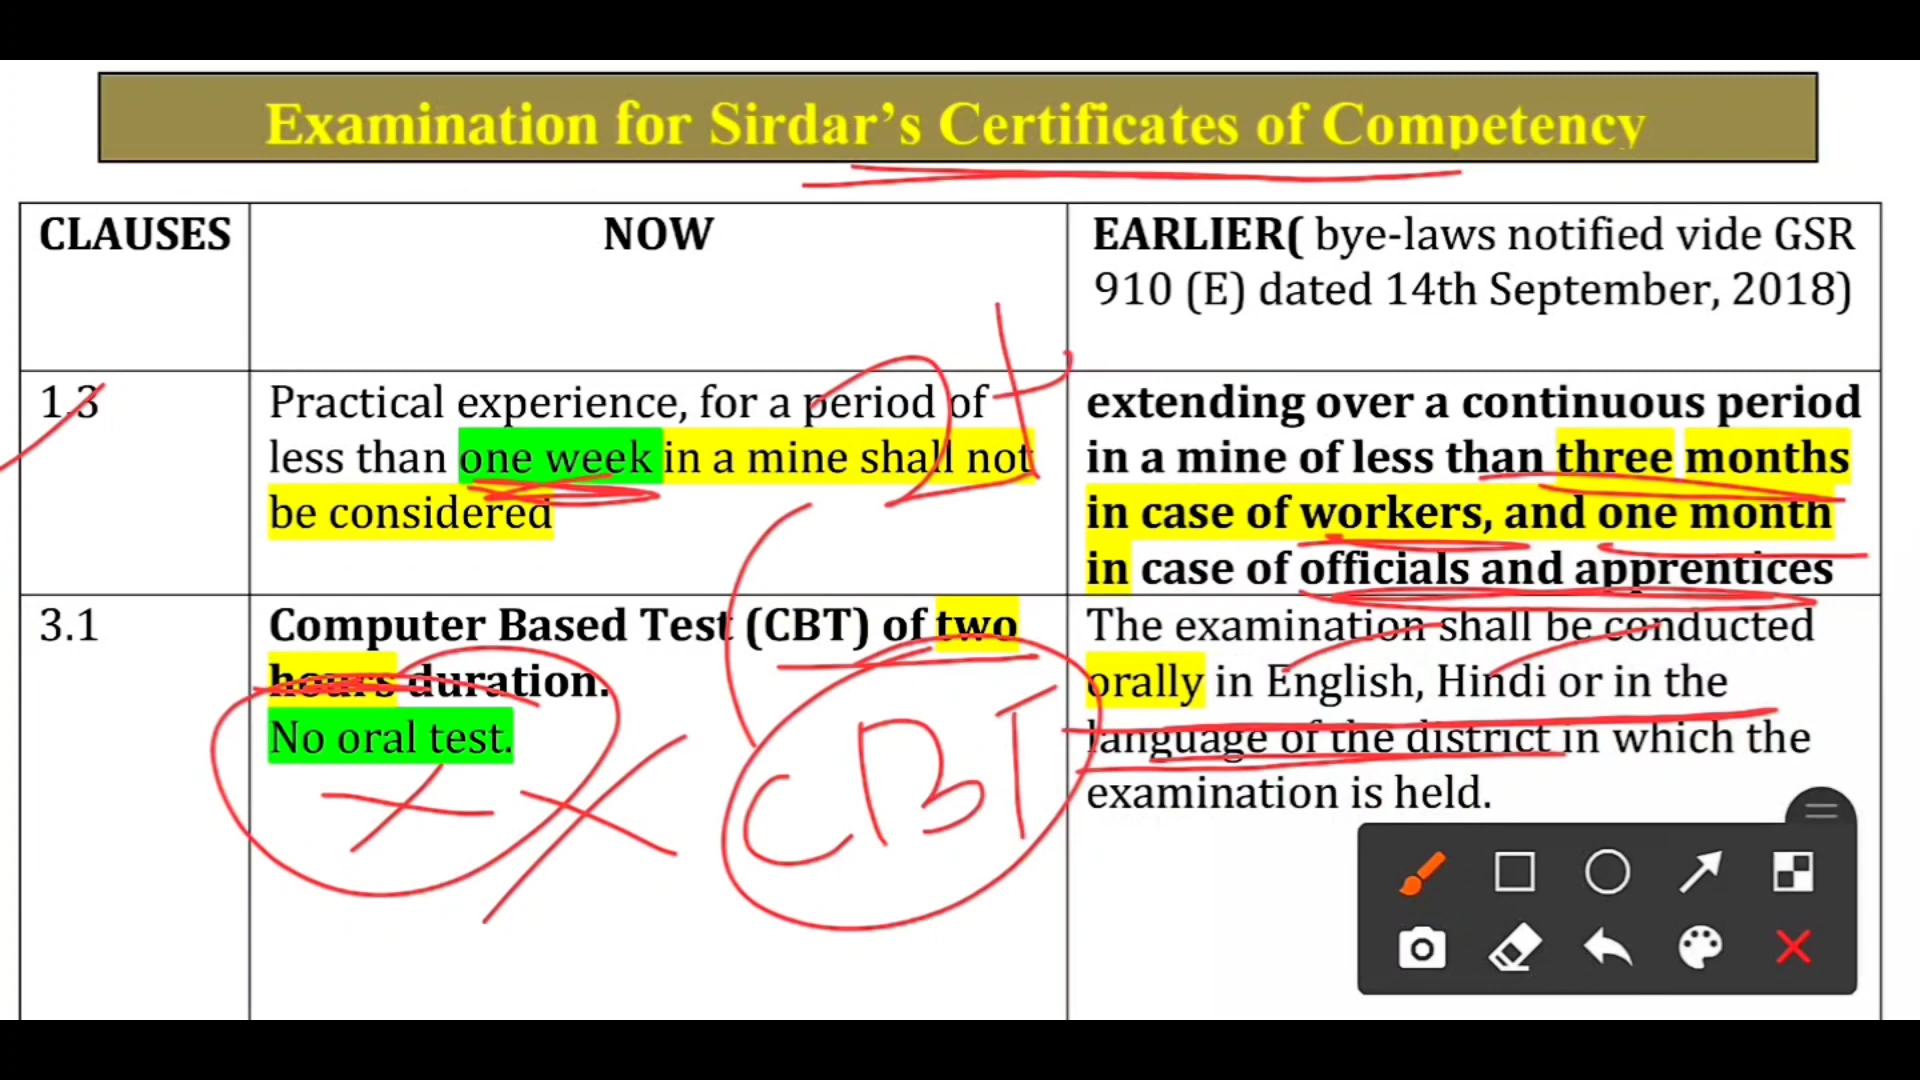 Examination for Sirdar’s Certificates of Competency
CLAUSES
NOW
EARLIER( bye-laws notified vide GSR
910 (E) dated 14th September, 2018)
1.3
Practical experience, for a period of
less than one week in a mine shall not
be considered
extending over a continuous period
in a mine of less than three months
in case of workers, and one month
in case of officials and apprentices
3.1
Computer Based Test (CBT) of two
hours duration.
No oral test.
CBT
The examination shall be conducted
orally in English, Hindi or in the
language of the district in which the
examination is held.